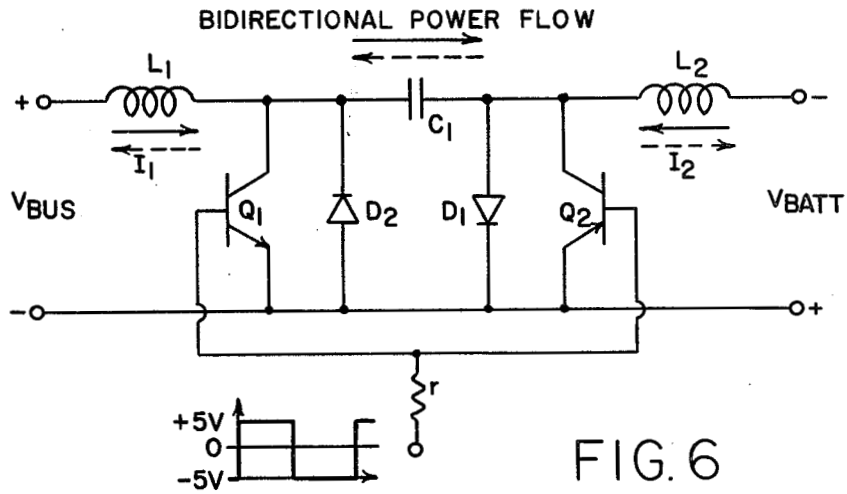 BIDIRECTIONAL POWER FLOW
L1 L2
+ -
C1
I1 I2
VBUS Q1 D2 D1 Q2 VBATT
- +
r
+5V
0
-5V
FIG. 6